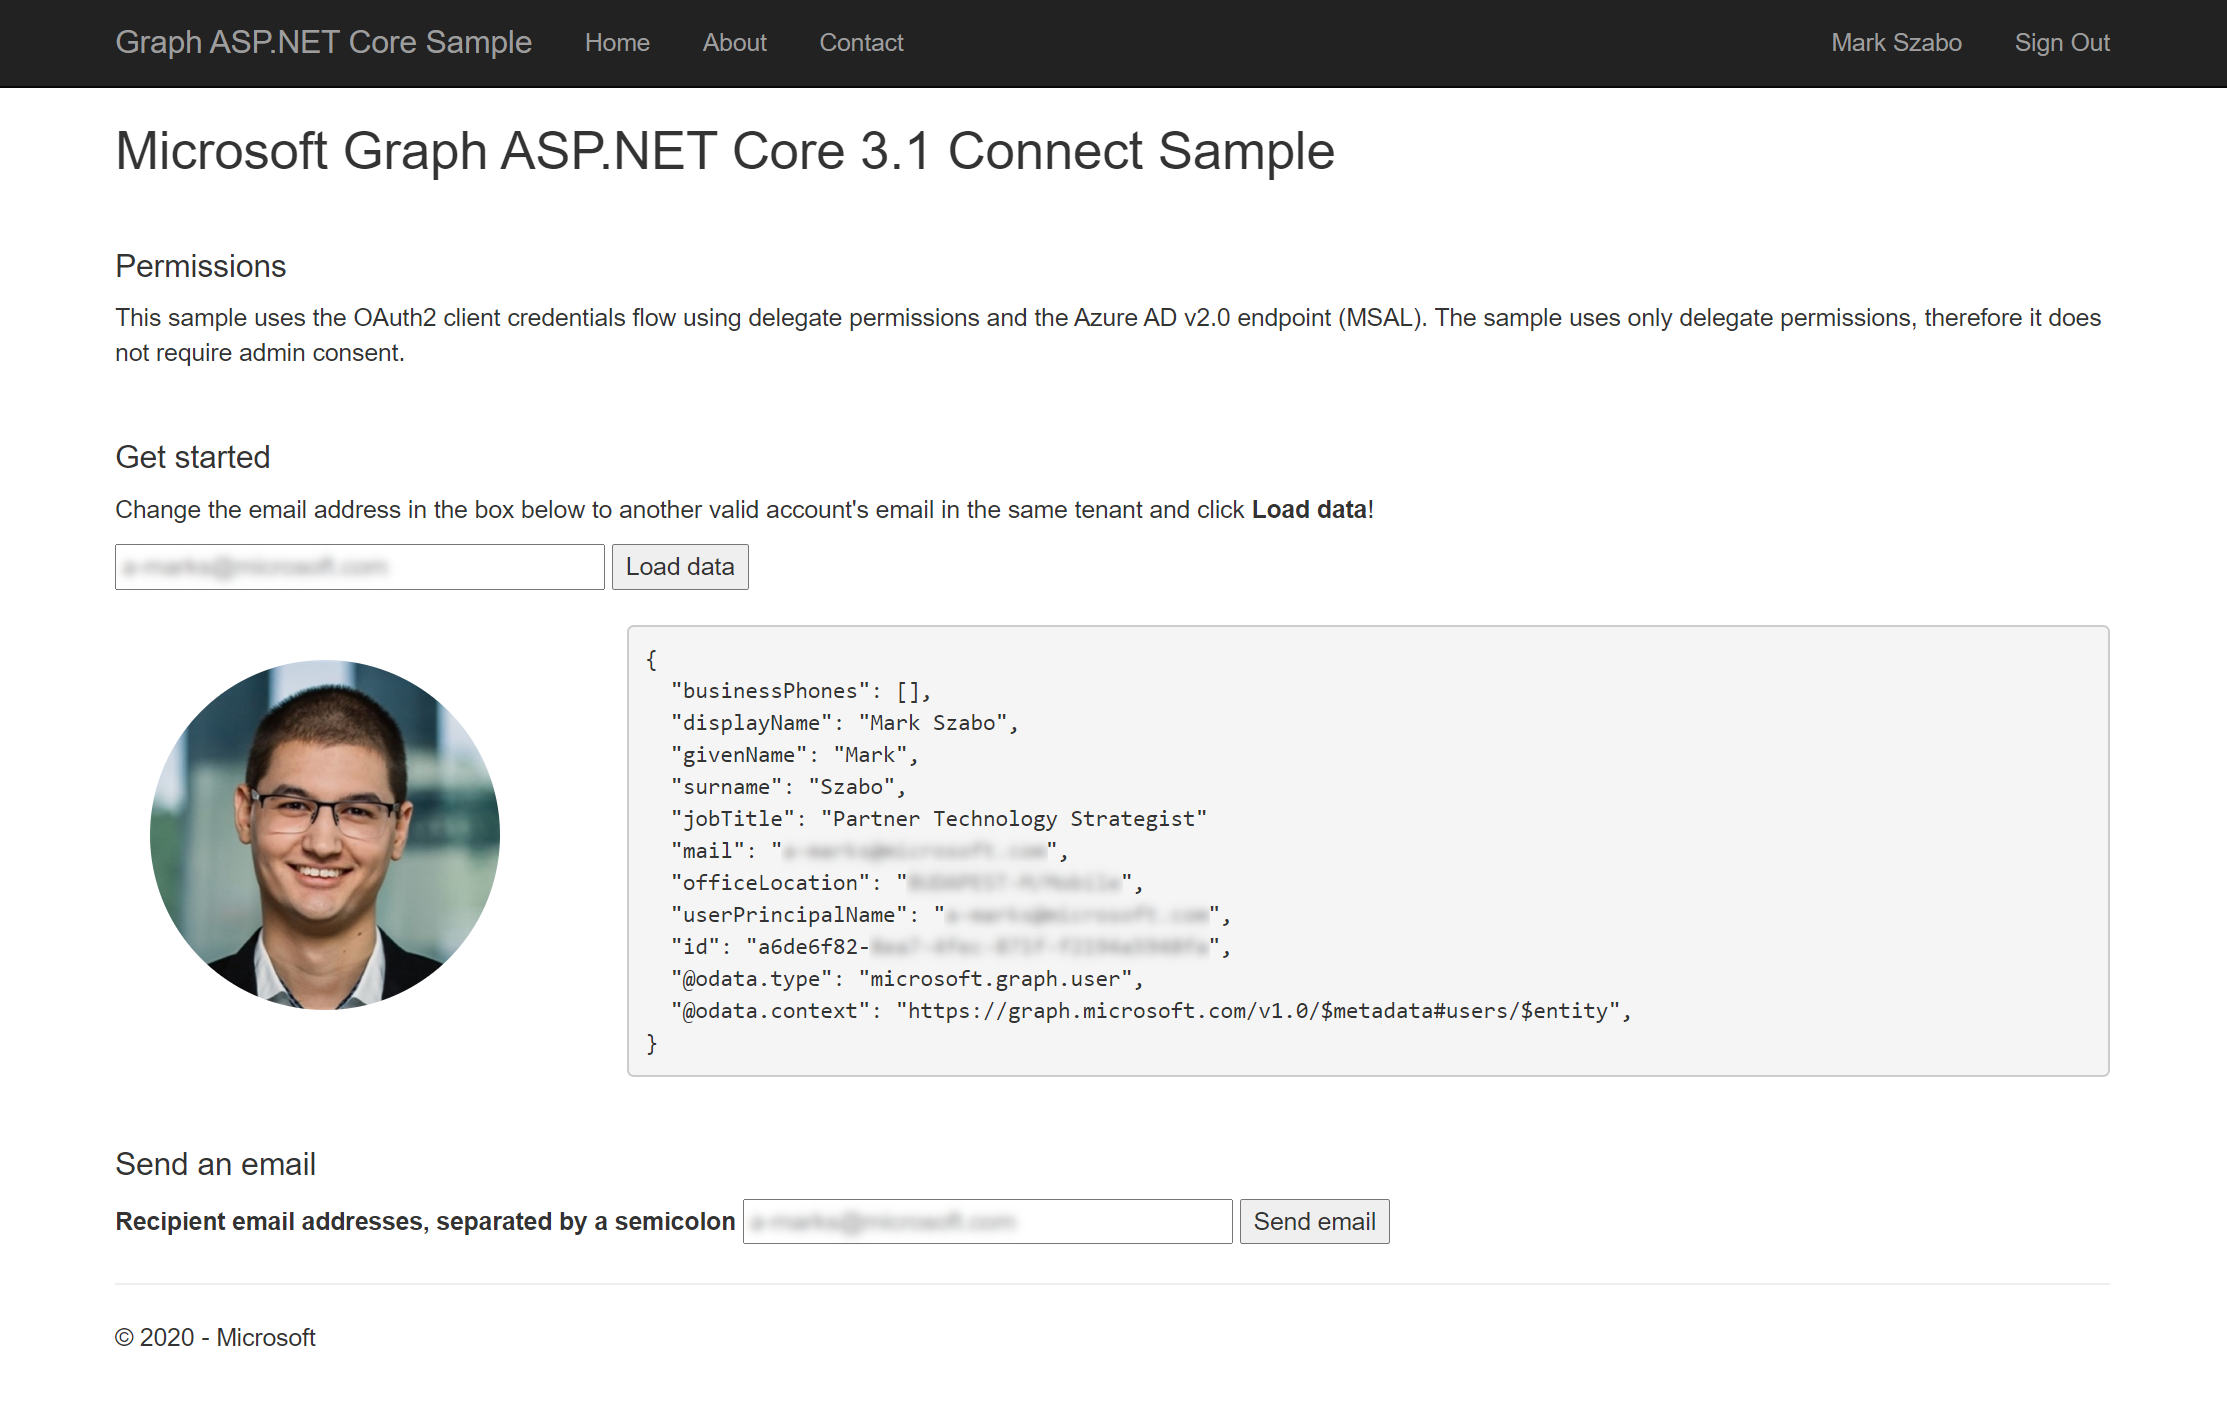 Graph ASP.NET Core Sample Home About Contact Mark Szabo Sign Out
Microsoft Graph ASP.NET Core 3.1 Connect Sample
Permissions
This sample uses the OAuth2 client credentials flow using delegate permissions and the Azure AD v2.0 endpoint (MSAL). The sample uses only delegate permissions, therefore it does
not require admin consent.
Get started
Change the email address in the box below to another valid account's email in the same tenant and click Load data!
Load data
{
  "businessPhones": [],
  "displayName": "Mark Szabo",
  "givenName": "Mark",
  "surname": "Szabo",
  "jobTitle": "Partner Technology Strategist"
  "mail": "",
  "officeLocation": "",
  "userPrincipalName": "",
  "id": "a6de6f82-",
  "@odata.type": "microsoft.graph.user",
  "@odata.context": "https://graph.microsoft.com/v1.0/$metadata#users/$entity",
}
Send an email
Recipient email addresses, separated by a semicolon Send email
© 2020 - Microsoft